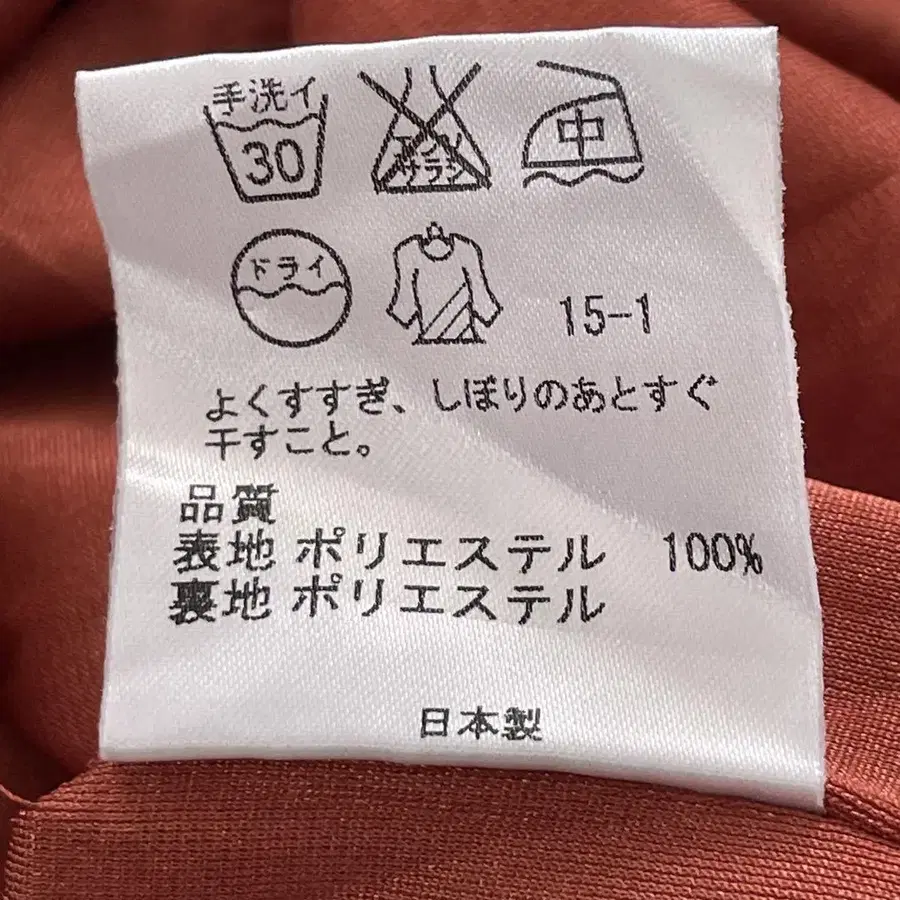 手洗イ
30
エンソ
サラシ
中
ドライ
15-1
よくすすぎ、しぼりのあとすぐ
干すこと。
品質
表地 ポリエステル 100%
裏地 ポリエステル
日本製